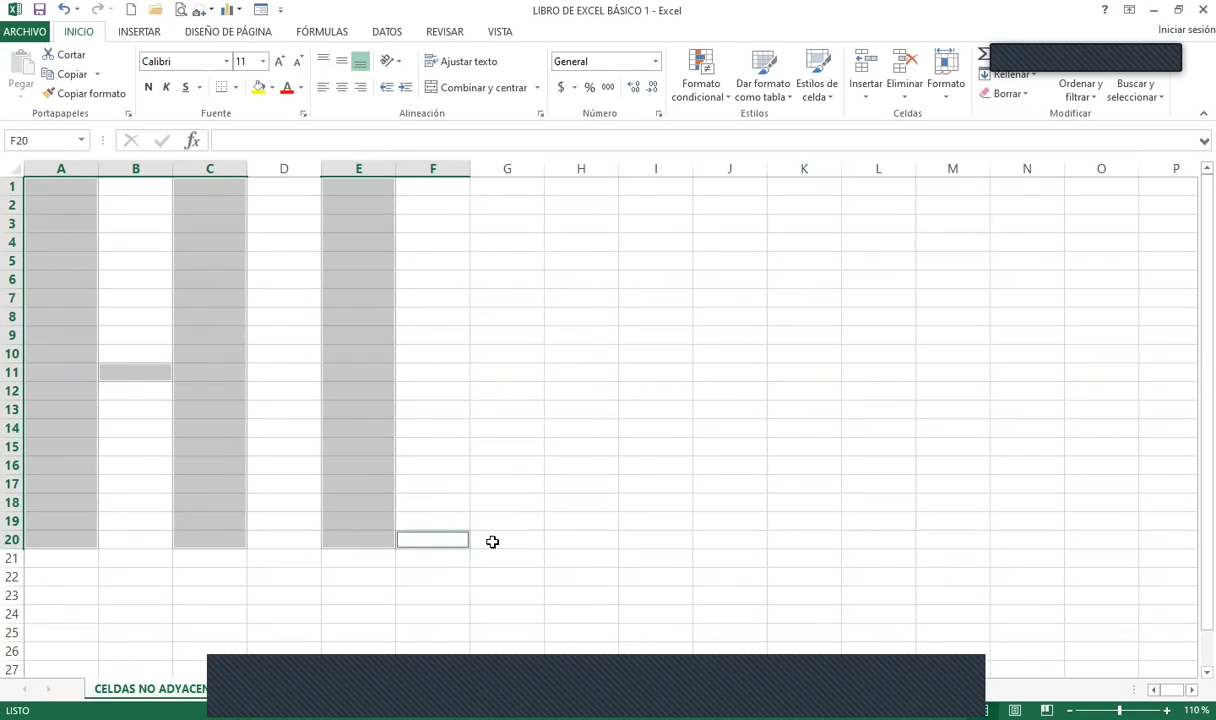 LIBRO DE EXCEL BÁSICO 1 - Excel
?
ARCHIVO INICIO INSERTAR DISEÑO DE PÁGINA FÓRMULAS DATOS REVISAR VISTA
Iniciar sesión
Pegar
Cortar
Copiar
Copiar formato
Portapapeles
Calibri 11 A A
N K S A
Fuente
Ajustar texto
Combinar y centrar
Alineación
General
$ % 000
Número
Formato condicional
Dar formato como tabla
Estilos de celda
Estilos
Insertar Eliminar Formato
Celdas
Σ
Rellenar
Borrar
Ordenar y filtrar
Buscar y seleccionar
Modificar
F20 fx
A B C D E F G H I J K L M N O P
1
2
3
4
5
6
7
8
9
10
11
12
13
14
15
16
17
18
19
20
21
22
23
24
25
26
27
CELDAS NO ADYACEN
LISTO
110 %